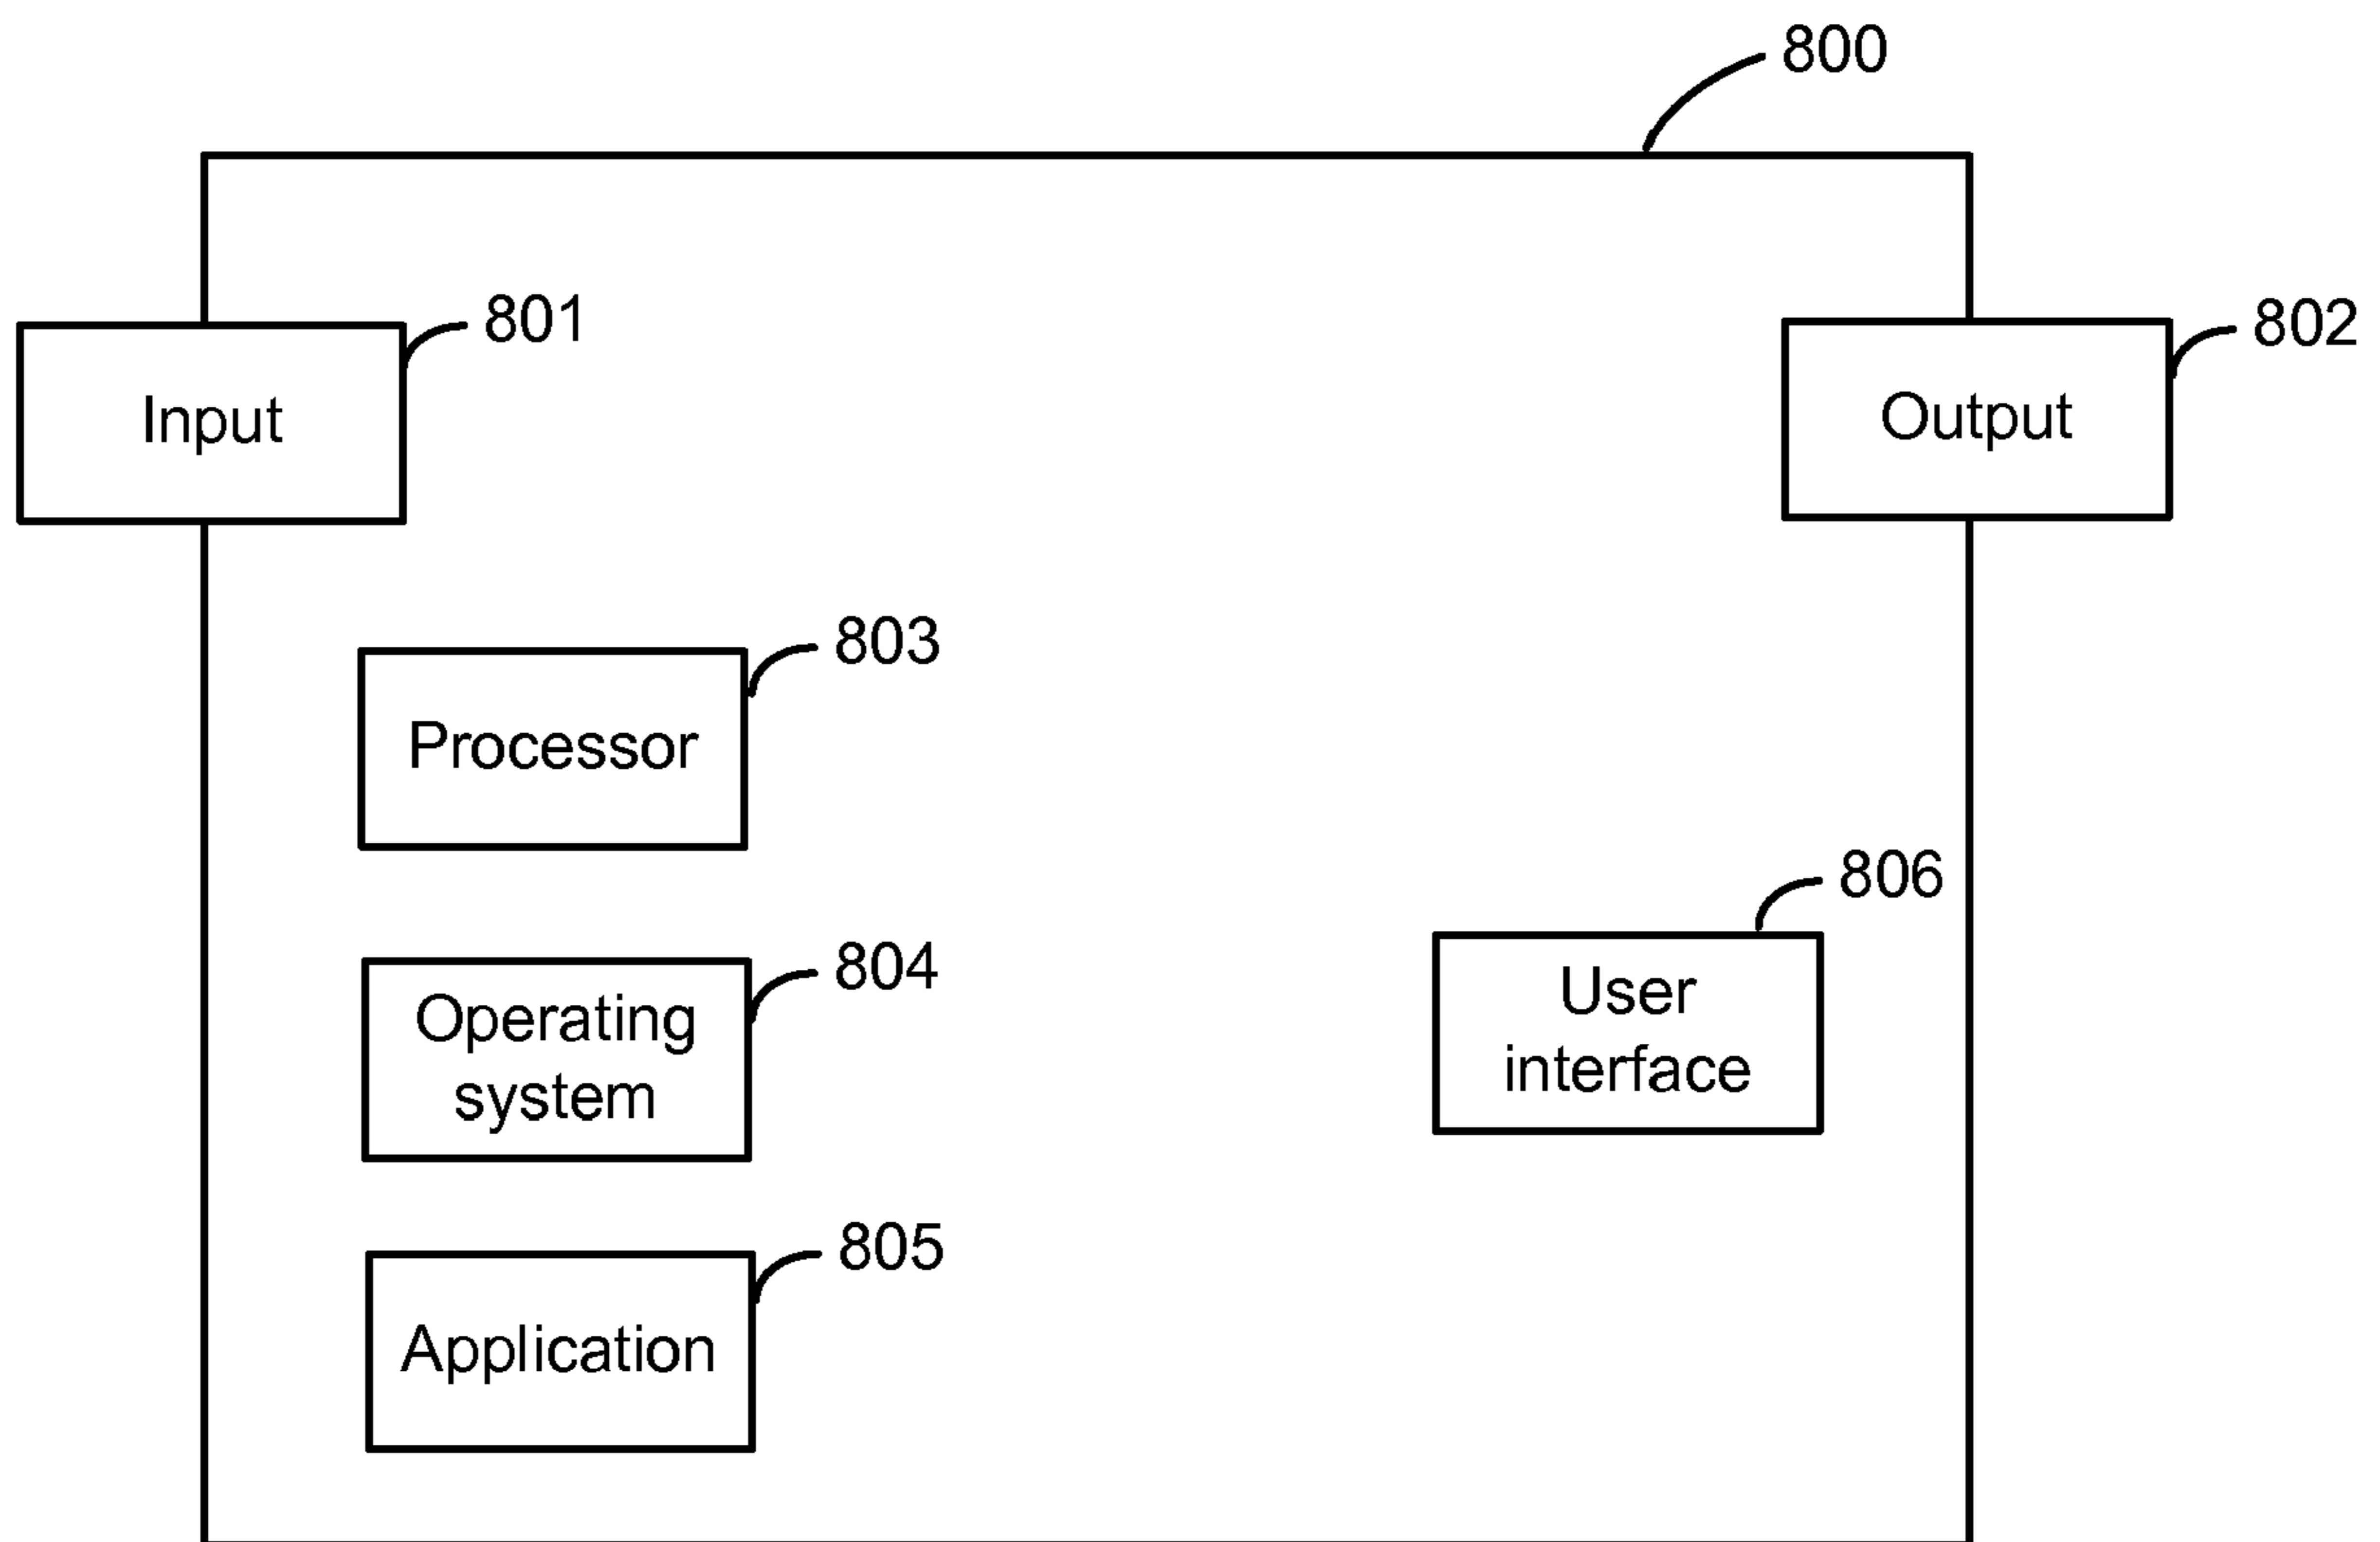 800
801
Input
802
Output
803
Processor
804
Operating
system
806
User
interface
805
Application